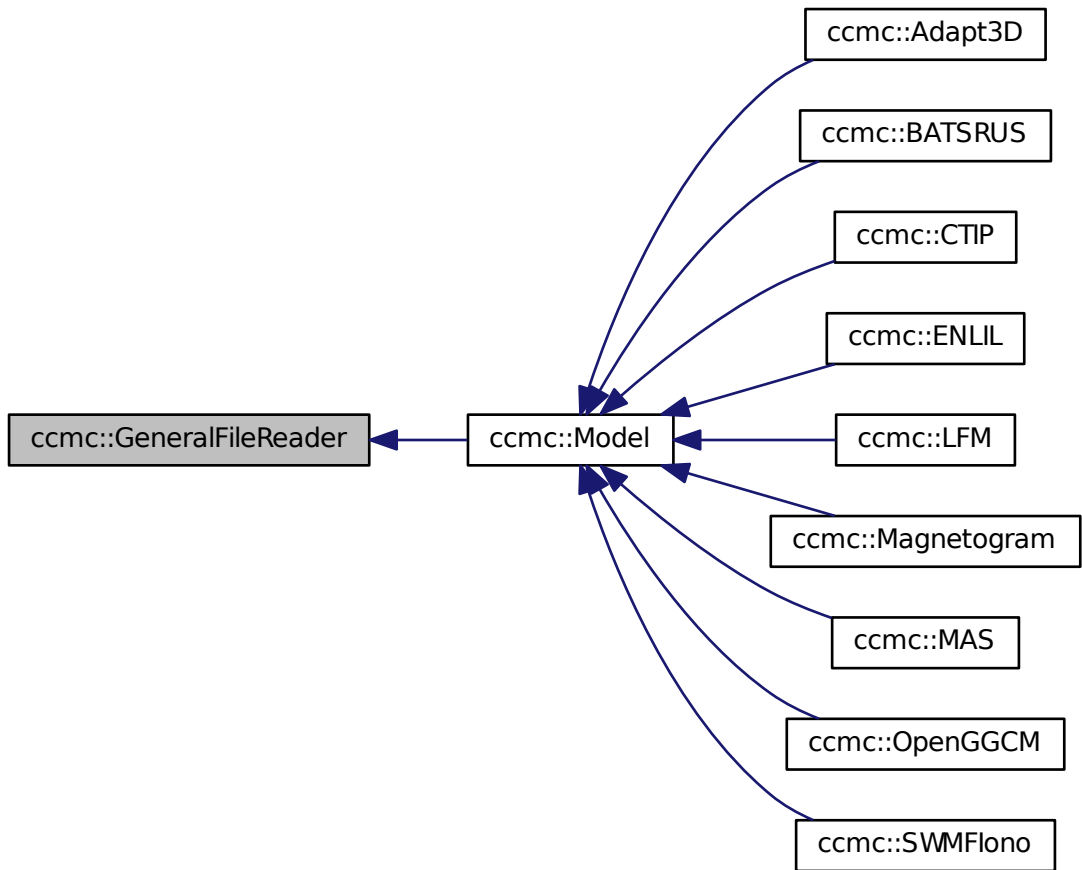 ccmc::Adapt3D
ccmc::BATSRUS
ccmc::CTIP
ccmc::ENLIL
ccmc::GeneralFileReader
ccmc::Model
ccmc::LFM
ccmc::Magnetogram
ccmc::MAS
ccmc::OpenGGCM
ccmc::SWMFIono